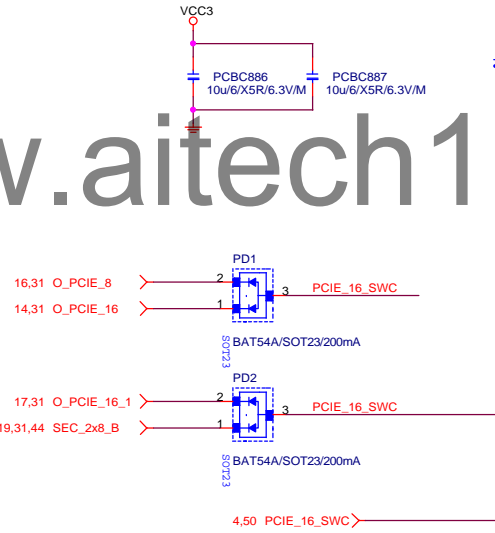 VCC3
PCBC886 PCBC887
10u/6/X5R/6.3V/M 10u/6/X5R/6.3V/M
w.aitech1
PD1
16,31 O_PCIE_8 2
3 PCIE_16_SWC
14,31 O_PCIE_16 1
BAT54A/SOT23/200mA
SOT23
PD2
17,31 O_PCIE_16_1 2
3 PCIE_16_SWC
19,31,44 SEC_2x8_B 1
BAT54A/SOT23/200mA
SOT23
4,50 PCIE_16_SWC